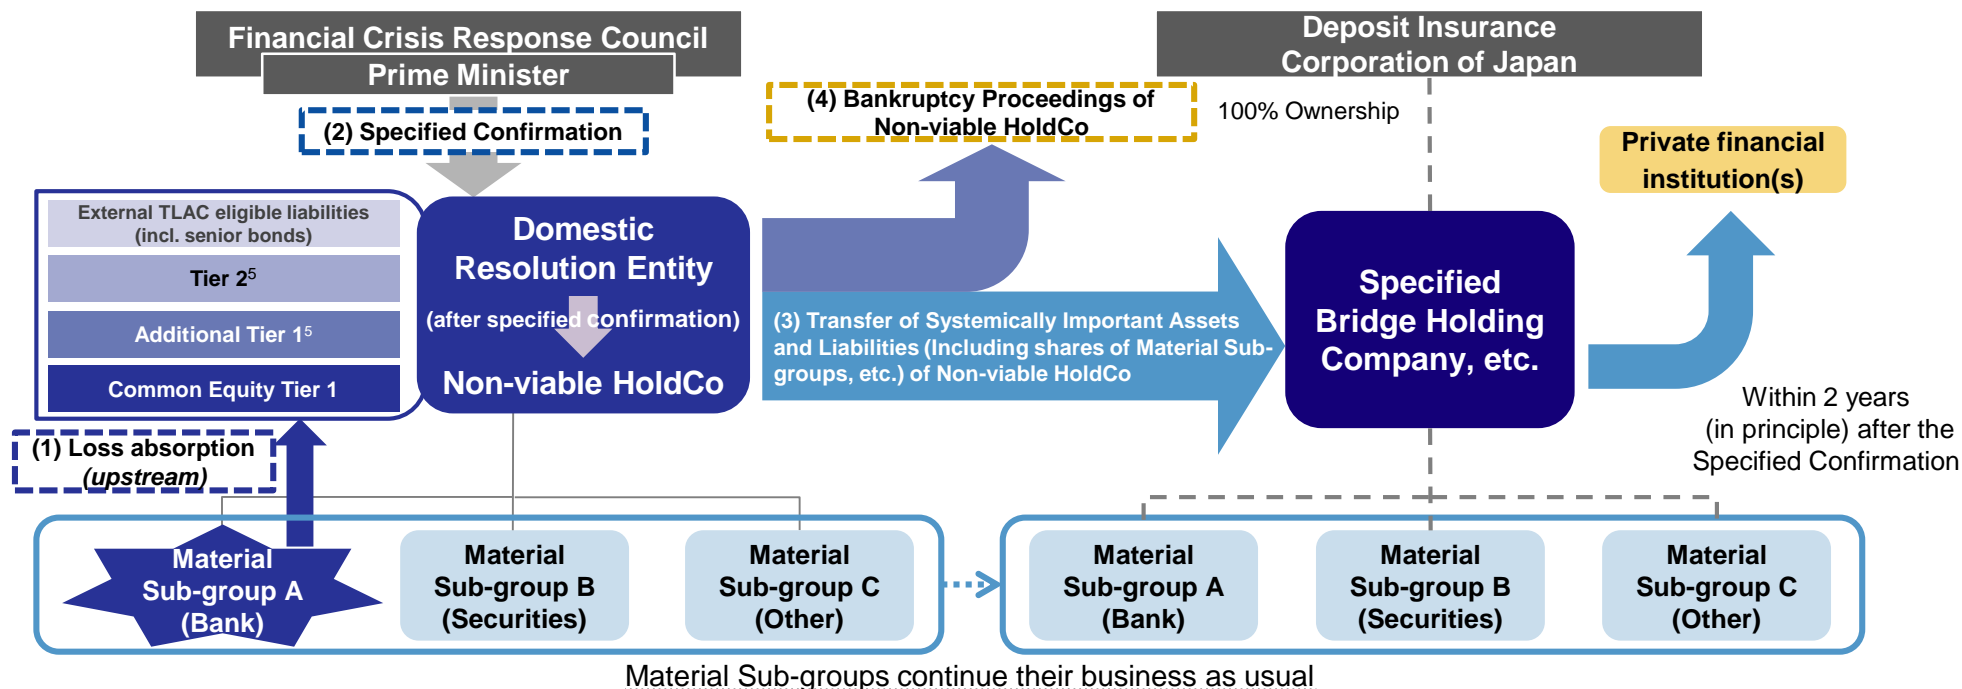 Financial Crisis Response Council
Prime Minister
(2) Specified Confirmation
Deposit Insurance
Corporation of Japan
100% Ownership
(4) Bankruptcy Proceedings of
Non-viable HoldCo
Private financial
institution(s)
External TLAC eligible liabilities
(incl. senior bonds)
Tier 2⁵
Additional Tier 1⁵
Common Equity Tier 1
Domestic
Resolution Entity
(after specified confirmation)
Non-viable HoldCo
(3) Transfer of Systemically Important Assets
and Liabilities (Including shares of Material Sub-
groups, etc.) of Non-viable HoldCo
Specified
Bridge Holding
Company, etc.
Within 2 years
(in principle) after the
Specified Confirmation
(1) Loss absorption
(upstream)
Material
Sub-group A
(Bank)
Material
Sub-group B
(Securities)
Material
Sub-group C
(Other)
Material
Sub-group A
(Bank)
Material
Sub-group B
(Securities)
Material
Sub-group C
(Other)
Material Sub-groups continue their business as usual